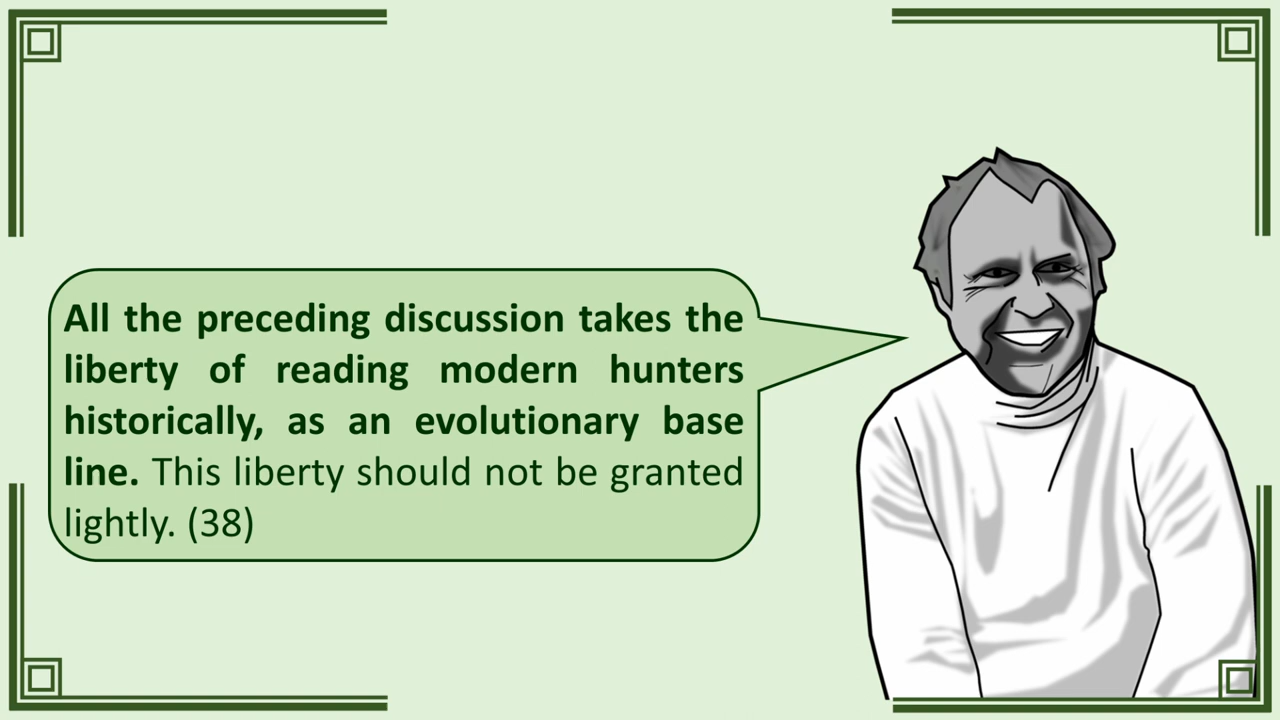 All the preceding discussion takes the
liberty of reading modern hunters
historically, as an evolutionary base
line. This liberty should not be granted
lightly. (38)